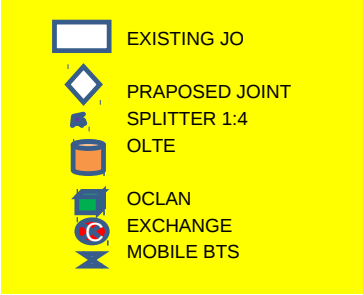 EXISTING JO
PRAPOSED JOINT
SPLITTER 1:4
OLTE
OCLAN
C EXCHANGE
MOBILE BTS